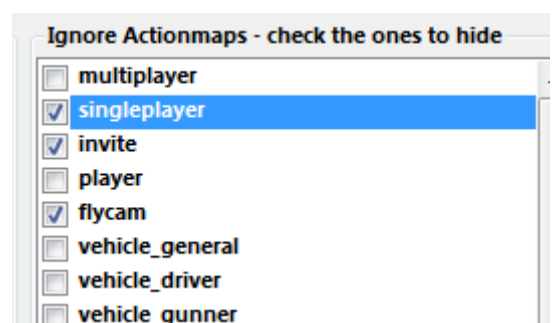 Ignore Actionmaps - check the ones to hide
multiplayer
singleplayer
invite
player
flycam
vehicle_general
vehicle_driver
vehicle_gunner